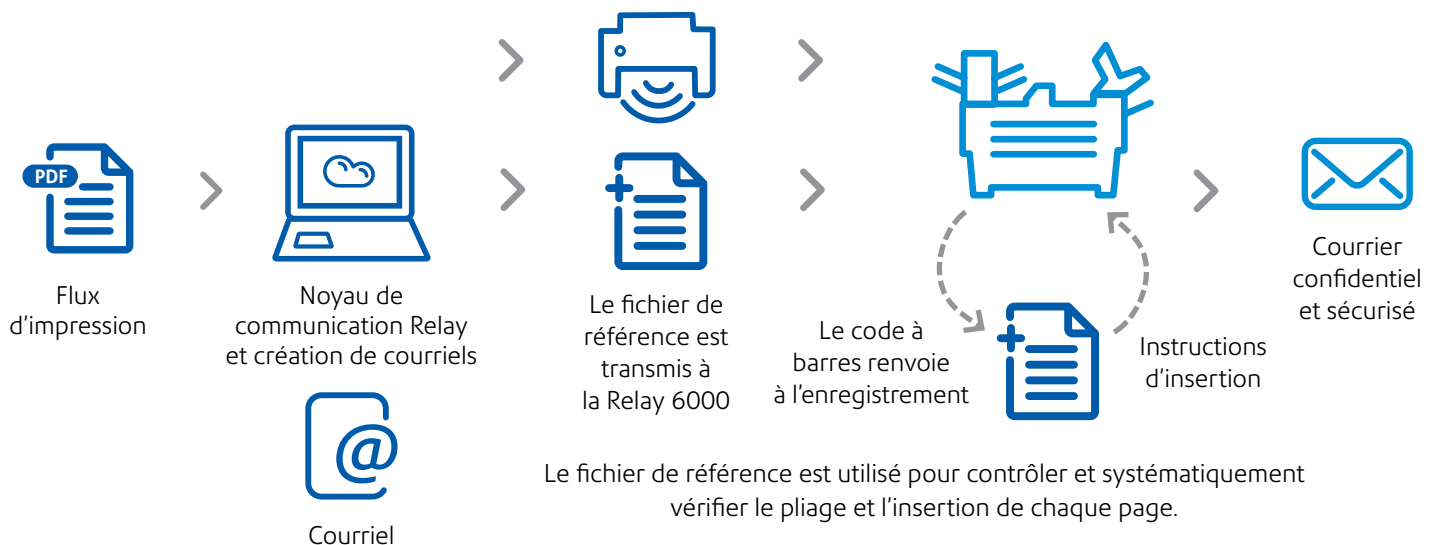 PDF
Flux
d'impression
Noyau de
communication Relay
et création de courriels
@
Courriel
Le fichier de
référence est
transmis à
la Relay 6000
Le code à
barres renvoie
à l'enregistrement
Instructions
d'insertion
Courrier
confidentiel
et sécurisé
Le fichier de référence est utilisé pour contrôler et systématiquement
vérifier le pliage et l'insertion de chaque page.